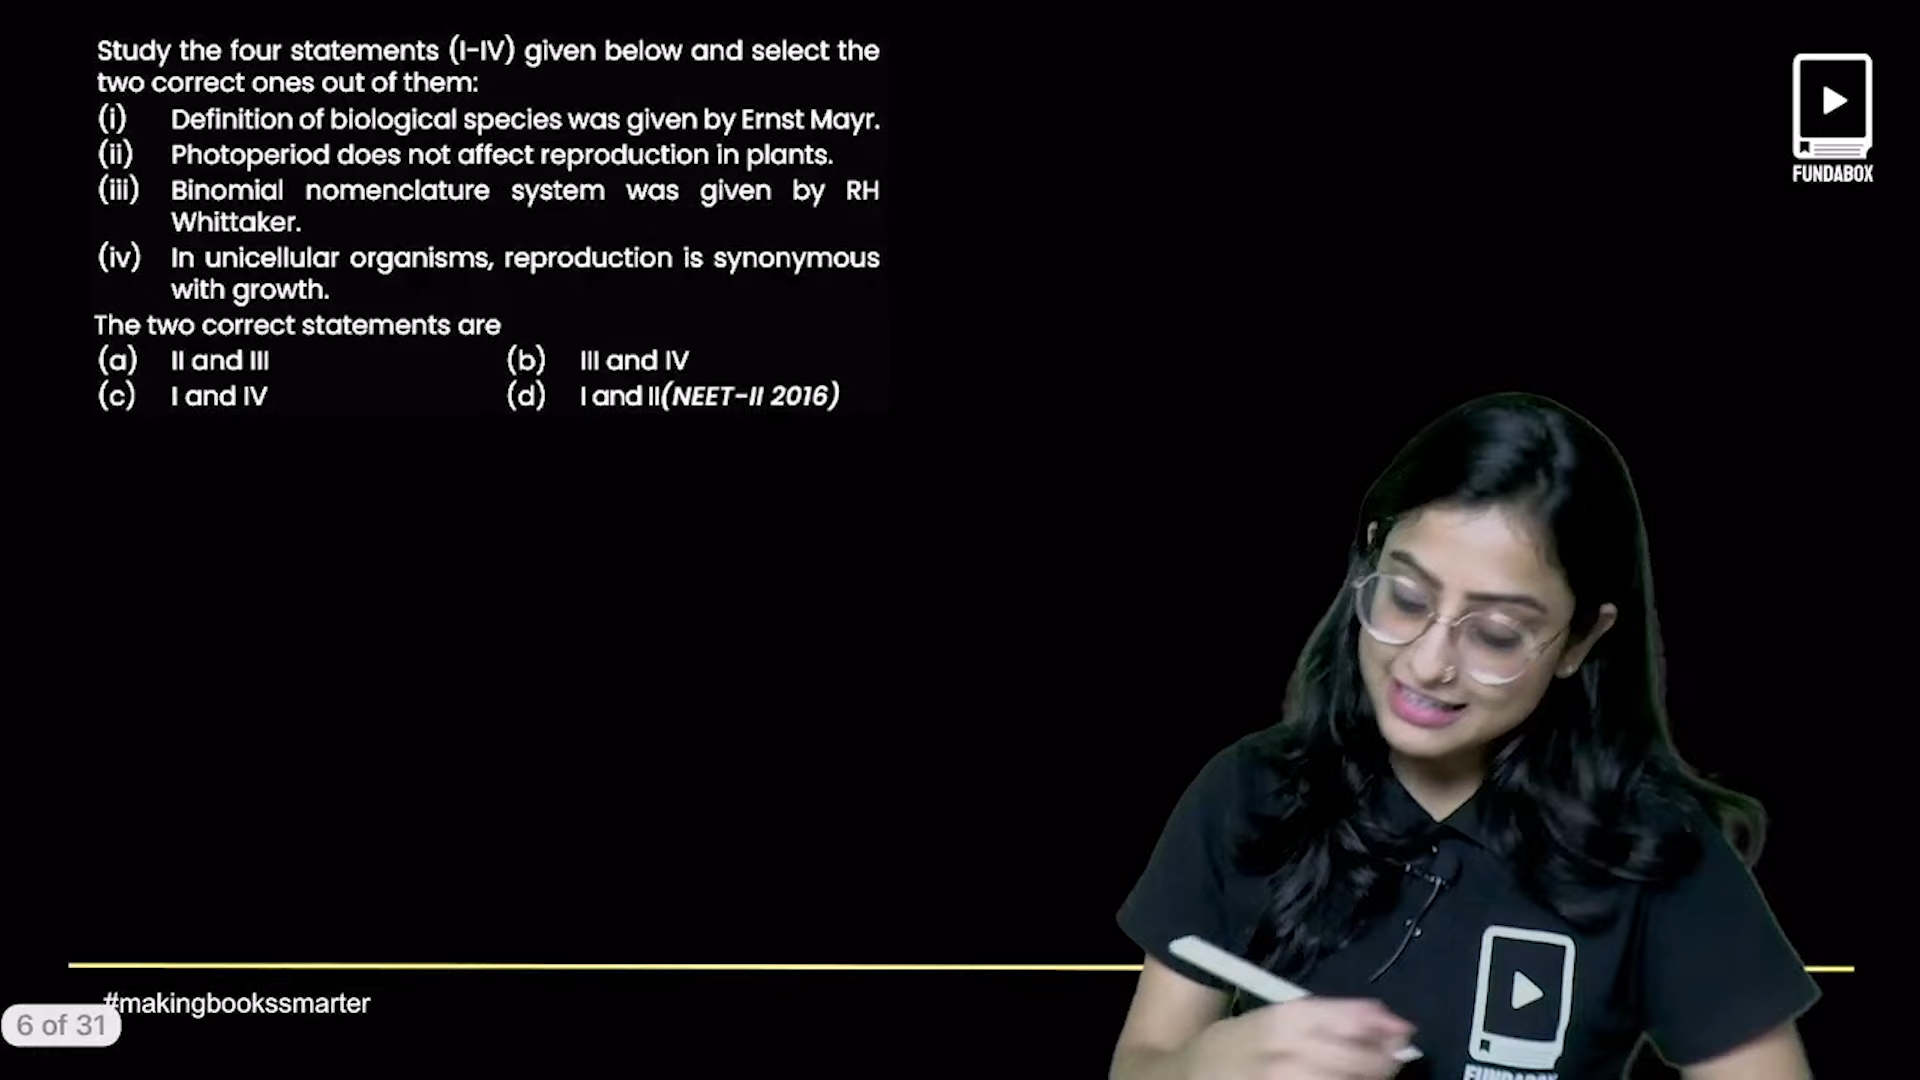 Study the four statements (I-IV) given below and select the
two correct ones out of them:
(i) Definition of biological species was given by Ernst Mayr.
(ii) Photoperiod does not affect reproduction in plants.
(iii) Binomial nomenclature system was given by RH
Whittaker.
(iv) In unicellular organisms, reproduction is synonymous
with growth.
The two correct statements are
(a) II and III (b) III and IV
(c) I and IV (d) I and II(NEET-II 2016)
FUNDABOX
#makingbookssmarter
6 of 31
FUNDABOX